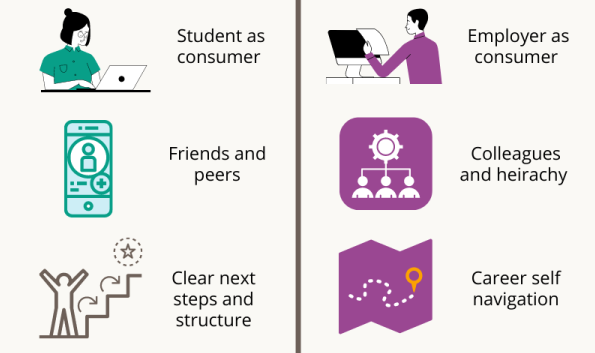 Student as
consumer
Employer as
consumer
Friends and
peers
Colleagues
and heirachy
Clear next
steps and
structure
Career self
navigation